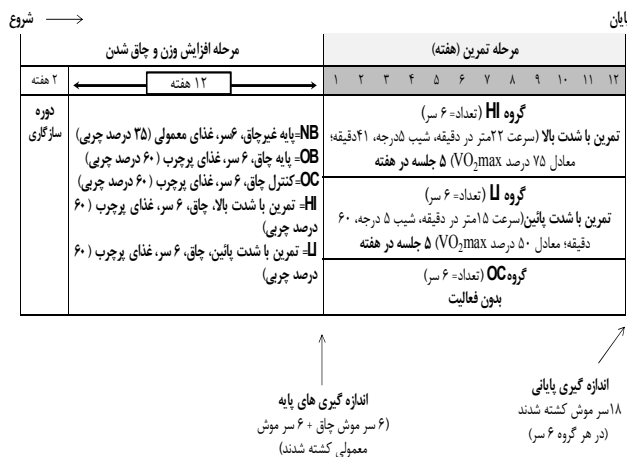 شروع
پایان
مرحله افزایش وزن و چاق شدن
مرحله تمرین (هفته)
۲ هفته
۱۲ هفته
۱ ۲ ۳ ۴ ۵ ۶ ۷ ۸ ۹ ۱۰ ۱۱ ۱۲
دوره
سازگاری
NB=پایه غیرچاق، ۶سر، غذای معمولی (۳۵ درصد چربی)
OB= پایه چاق، ۶ سر، غذای پرچرب (۶۰ درصد چربی)
OC=کنترل چاق، ۶ سر، غذای پرچرب (۶۰ درصد چربی)
HI= تمرین با شدت بالا، چاق، ۶ سر، غذای پرچرب (۶۰
درصد چربی)
LI= تمرین با شدت پائین، چاق، ۶ سر، غذای پرچرب (۶۰
درصد چربی)
گروه HI (تعداد= ۶ سر)
تمرین با شدت بالا (سرعت ۲۲متر در دقیقه، شیب ۵درجه، ۴۱دقیقه؛
معادل ۷۵ درصد VO2max) ۵ جلسه در هفته
گروه LI (تعداد= ۶ سر)
تمرین با شدت پائین(سرعت ۱۵متر در دقیقه، شیب ۵ درجه، ۶۰
دقیقه؛ معادل ۵۰ درصد VO2max) ۵ جلسه در هفته
گروه OC (تعداد= ۶ سر)
بدون فعالیت
اندازه گیری های پایه
(۶ سر موش چاق + ۶ سر موش
معمولی کشته شدند)
اندازه گیری پایانی
۱۸سر موش کشته شدند
(در هر گروه ۶ سر)